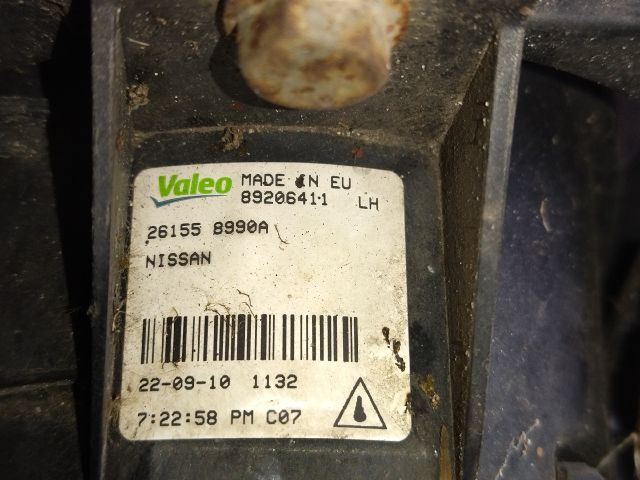 Valeo MADE IN EU
89206411 LH
26155 8990A
NISSAN
22-09-10 1132
7:22:58 PM C07